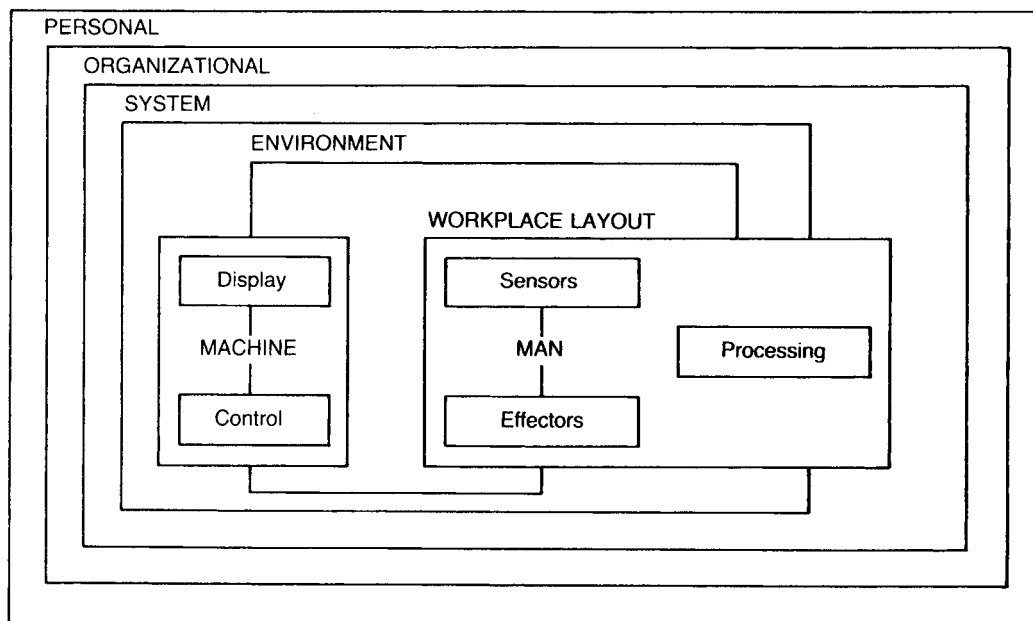 PERSONAL
ORGANIZATIONAL
SYSTEM
ENVIRONMENT
WORKPLACE LAYOUT
Display
MACHINE
Control
Sensors
MAN
Effectors
Processing